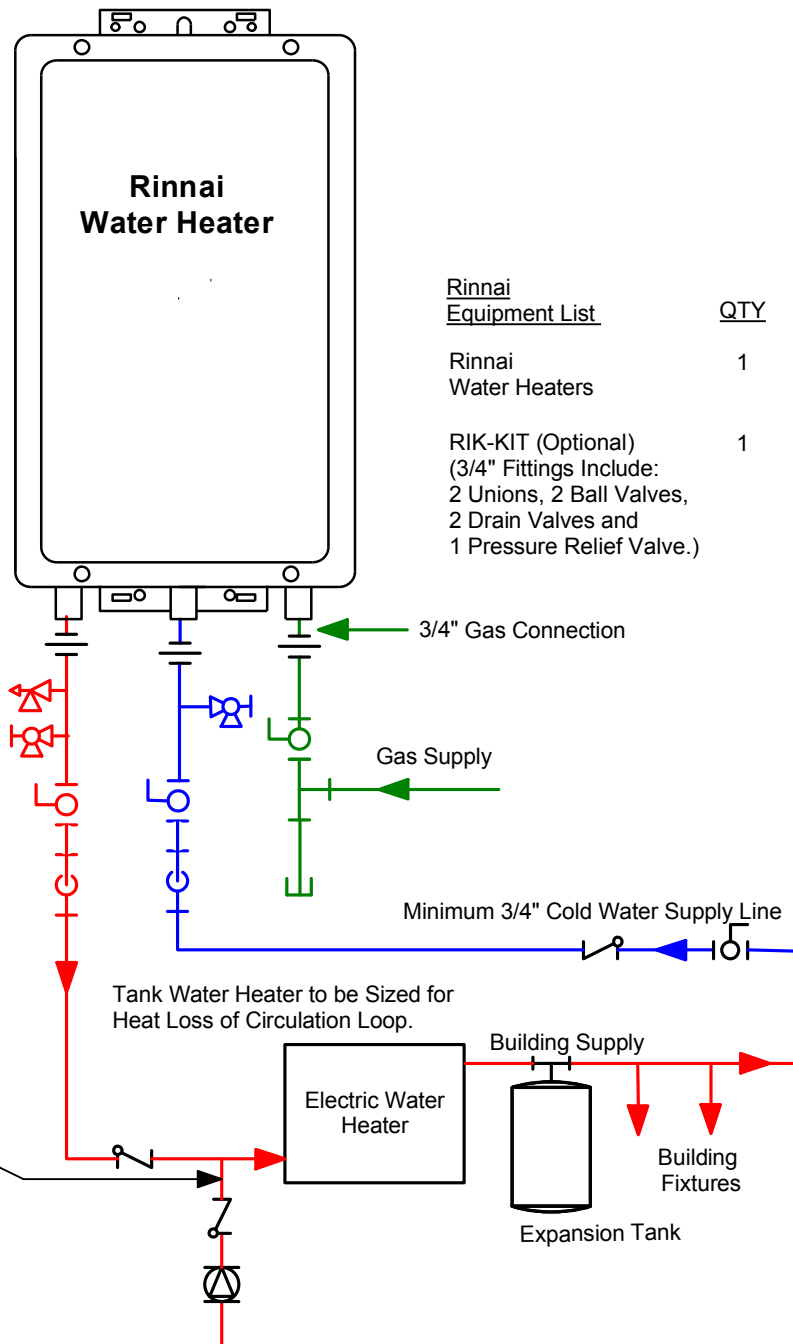 Rinnai
Water Heater
Rinnai
Equipment List QTY
Rinnai 1
Water Heaters
RIK-KIT (Optional) 1
(3/4" Fittings Include:
2 Unions, 2 Ball Valves,
2 Drain Valves and
1 Pressure Relief Valve.)
3/4" Gas Connection
Gas Supply
Minimum 3/4" Cold Water Supply Line
Tank Water Heater to be Sized for
Heat Loss of Circulation Loop.
Building Supply
Electric Water
Heater
Building
Fixtures
Expansion Tank